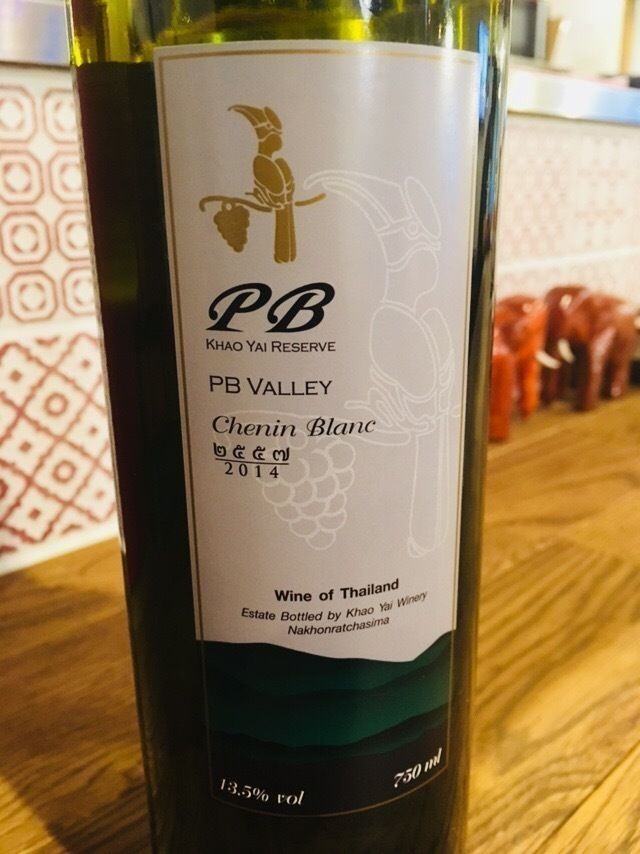 PB
KHAO YAI RESERVE
PB VALLEY
Chenin Blanc
๒๕๕๗
2014
Wine of Thailand
Estate Bottled by Khao Yai Winery
Nakhonratchasima
13.5% vol
750 ml